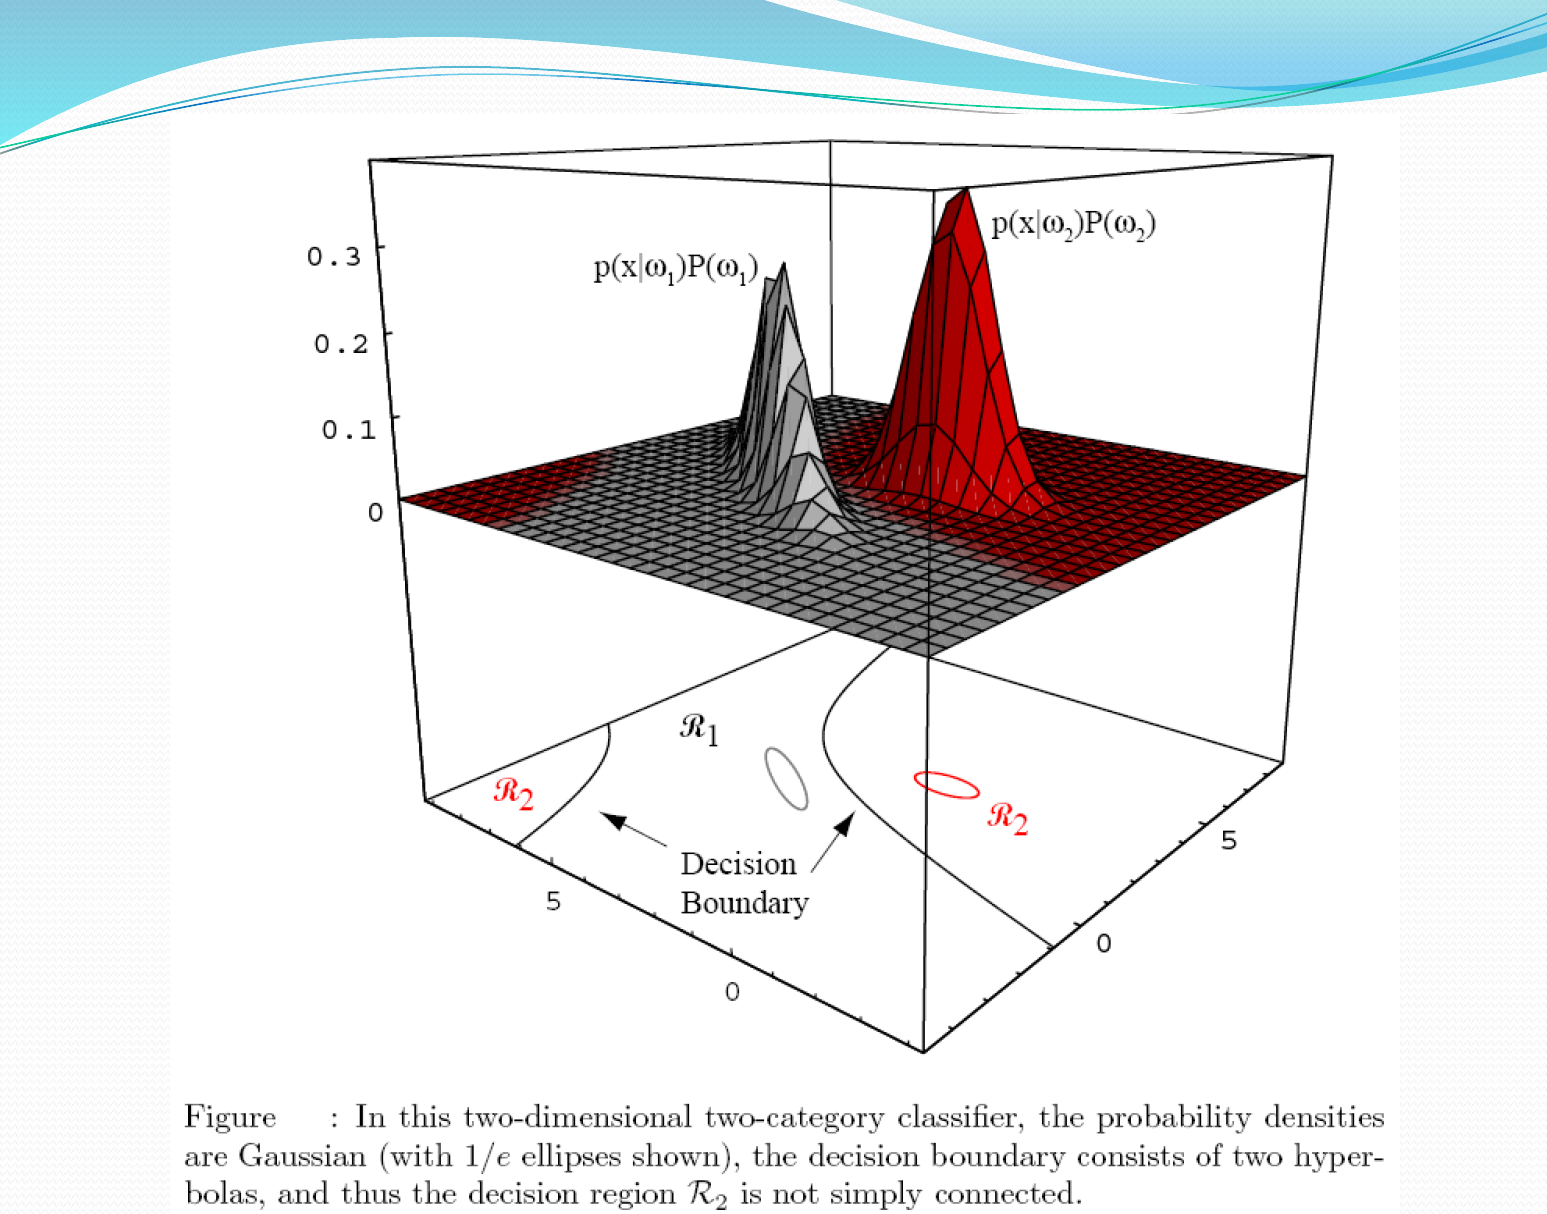 p(x|ω₂)P(ω₂)
0.3
p(x|ω₁)P(ω₁)
0.2
0.1
0
ℛ₁
ℛ₂
ℛ₂
5
Decision
Boundary
5
0
0
Figure : In this two-dimensional two-category classifier, the probability densities
are Gaussian (with 1/e ellipses shown), the decision boundary consists of two hyper-
bolas, and thus the decision region ℛ₂ is not simply connected.